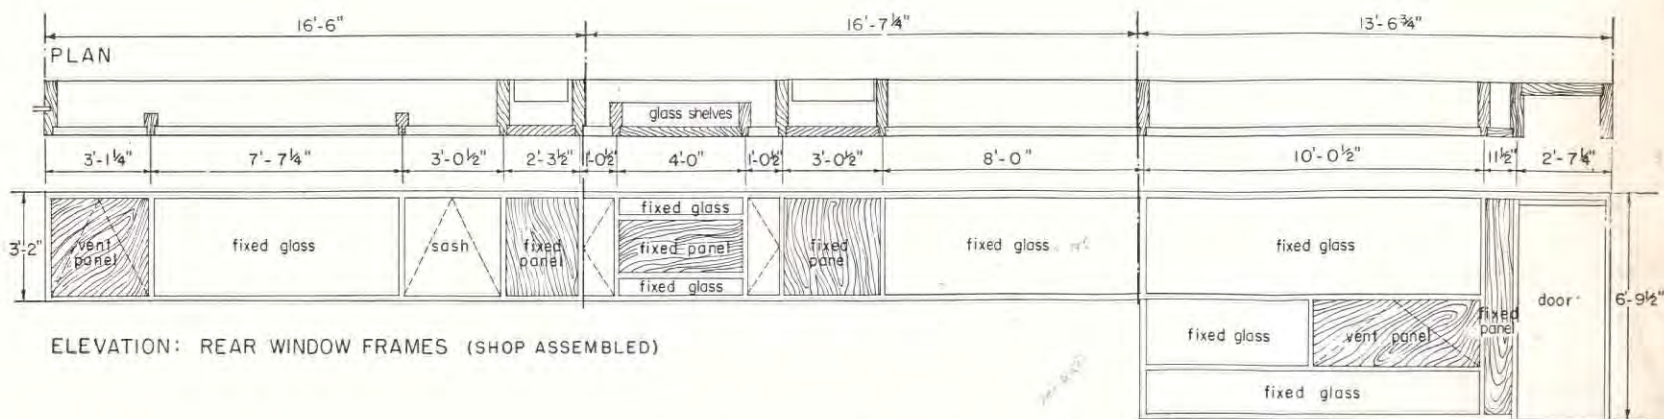 16'-6" 16'-7¼" 13'-6¾"
PLAN
glass shelves
3'-1¼" 7'-7¼" 3'-0½" 2'-3½" 1'-0½" 4'-0" 1'-0½" 3'-0½" 8'-0" 10'-0½" 11½" 2'-7¼"
fixed glass
3'-2" vent panel fixed glass sash fixed panel fixed panel fixed panel fixed glass fixed glass
fixed glass
door 6'-9½"
fixed glass vent panel fixed panel
ELEVATION: REAR WINDOW FRAMES (SHOP ASSEMBLED)
fixed glass